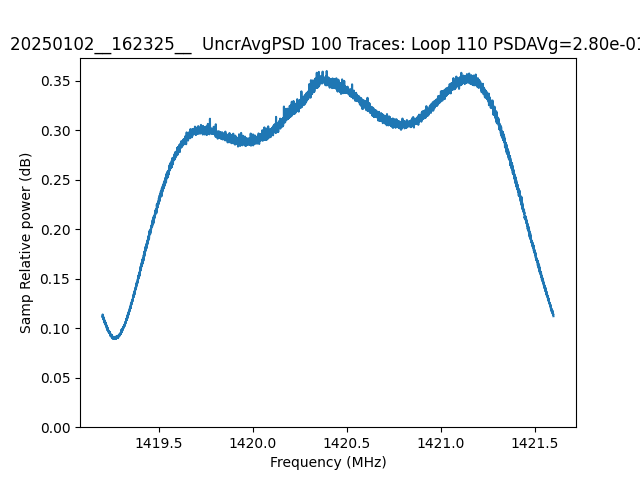 20250102__162325__ UncrAvgPSD 100 Traces: Loop 110 PSDAVg=2.80e-01
Samp Relative power (dB)
0.35
0.30
0.25
0.20
0.15
0.10
0.05
0.00
1419.5 1420.0 1420.5 1421.0 1421.5
Frequency (MHz)